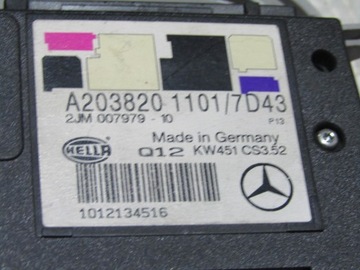 A203820 1101/7D43
2JM 007979 - 10 P13
Made in Germany
HELLA Q12 KW451 CS3.52
1012134516